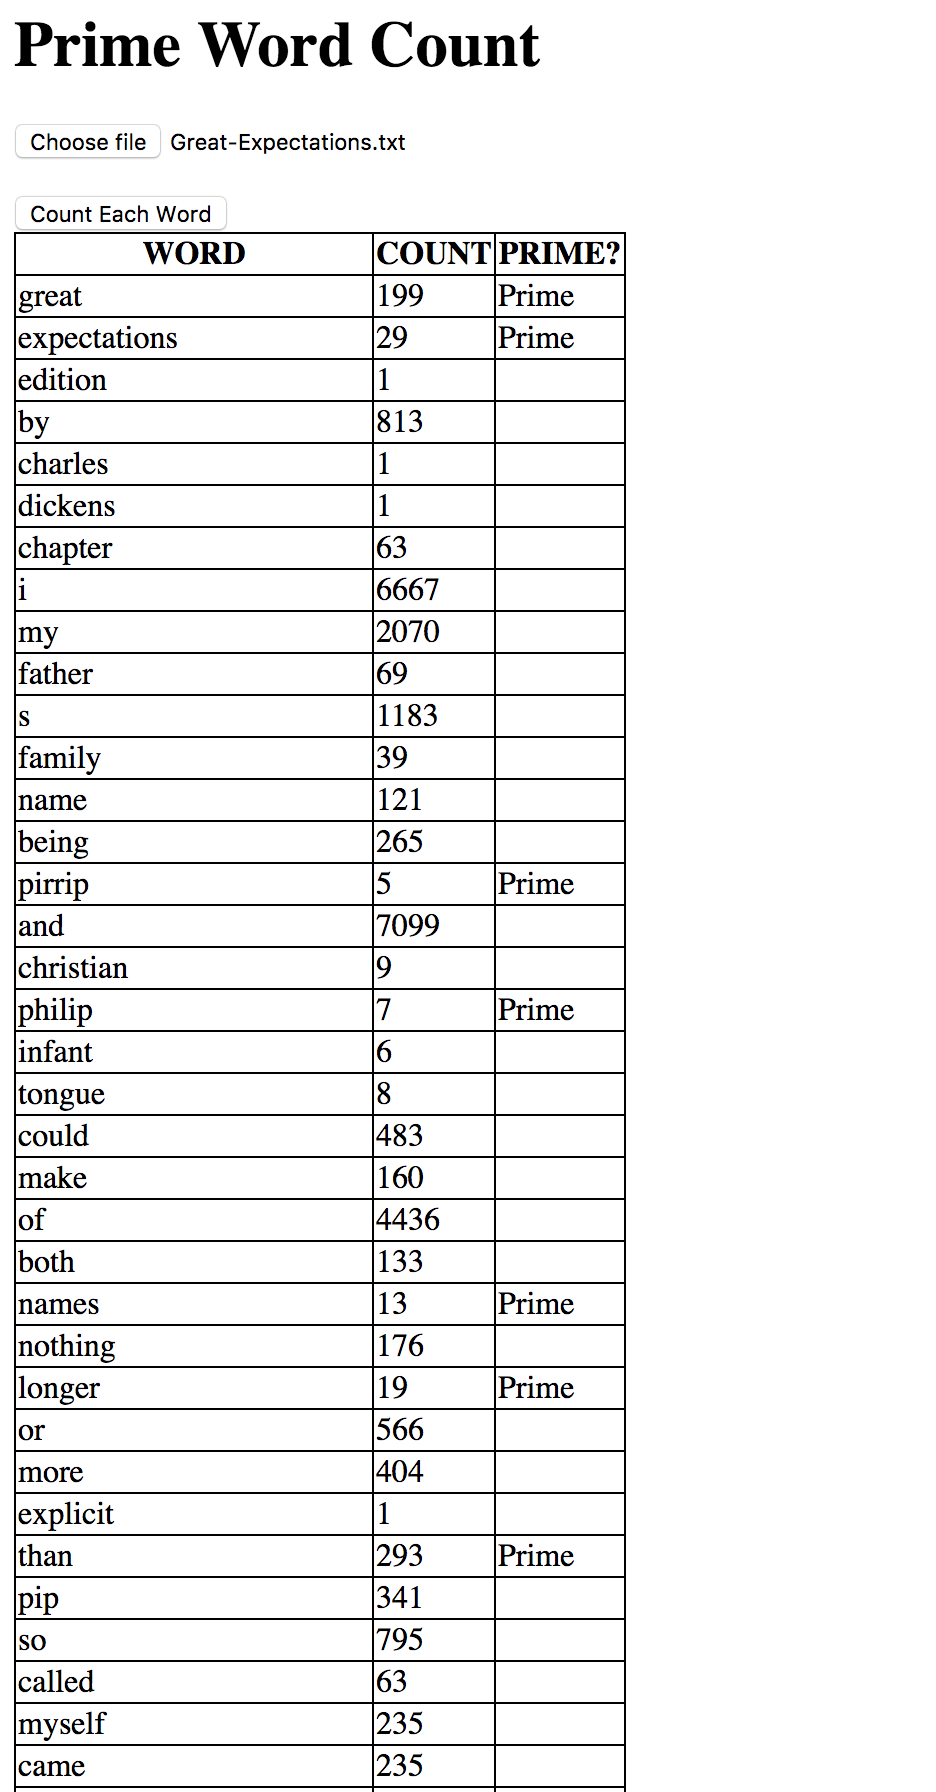 Prime Word Count
Choose file Great-Expectations.txt
Count Each Word
WORD COUNT PRIME?
great 199 Prime
expectations 29 Prime
edition 1
by 813
charles 1
dickens 1
chapter 63
i 6667
my 2070
father 69
s 1183
family 39
name 121
being 265
pirrip 5 Prime
and 7099
christian 9
philip 7 Prime
infant 6
tongue 8
could 483
make 160
of 4436
both 133
names 13 Prime
nothing 176
longer 19 Prime
or 566
more 404
explicit 1
than 293 Prime
pip 341
so 795
called 63
myself 235
came 235